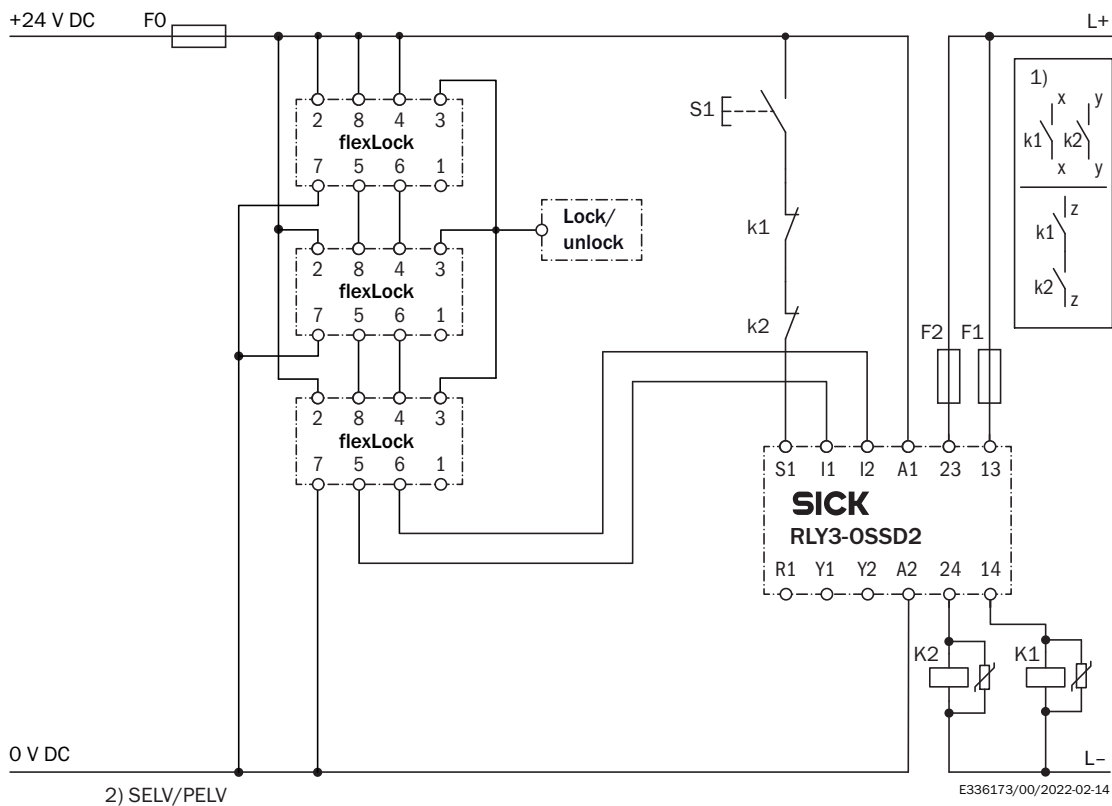 +24 V DC F0 L+
1)
x y
k1 k2
x y
z
k1
k2
z
S1
2 8 4 3
flexLock
7 5 6 1
Lock/
unlock
k1
2 8 4 3
flexLock
7 5 6 1
k2
F2 F1
2 8 4 3
flexLock
7 5 6 1
S1 I1 I2 A1 23 13
SICK
RLY3-OSSD2
R1 Y1 Y2 A2 24 14
K2 K1
0 V DC L–
2) SELV/PELV
E336173/00/2022-02-14